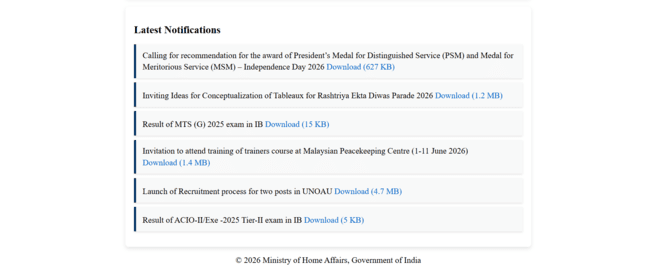 Latest Notifications
Calling for recommendation for the award of President's Medal for Distinguished Service (PSM) and Medal for
Meritorious Service (MSM) – Independence Day 2026 Download (627 KB)
Inviting Ideas for Conceptualization of Tableaux for Rashtriya Ekta Diwas Parade 2026 Download (1.2 MB)
Result of MTS (G) 2025 exam in IB Download (15 KB)
Invitation to attend training of trainers course at Malaysian Peacekeeping Centre (1-11 June 2026)
Download (1.4 MB)
Launch of Recruitment process for two posts in UNOAU Download (4.7 MB)
Result of ACIO-II/Exe -2025 Tier-II exam in IB Download (5 KB)
© 2026 Ministry of Home Affairs, Government of India